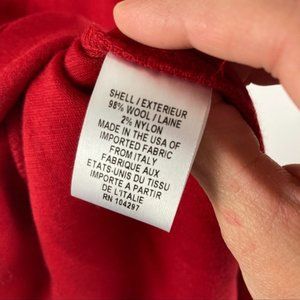 SHELL / EXTERIEUR
98% WOOL / LAINE
2% NYLON
MADE IN THE USA OF
IMPORTED FABRIC
FROM ITALY
FABRIQUE AUX
ETATS-UNIS DU TISSU
IMPORTE A PARTIR
DE L'ITALIE
RN 104297